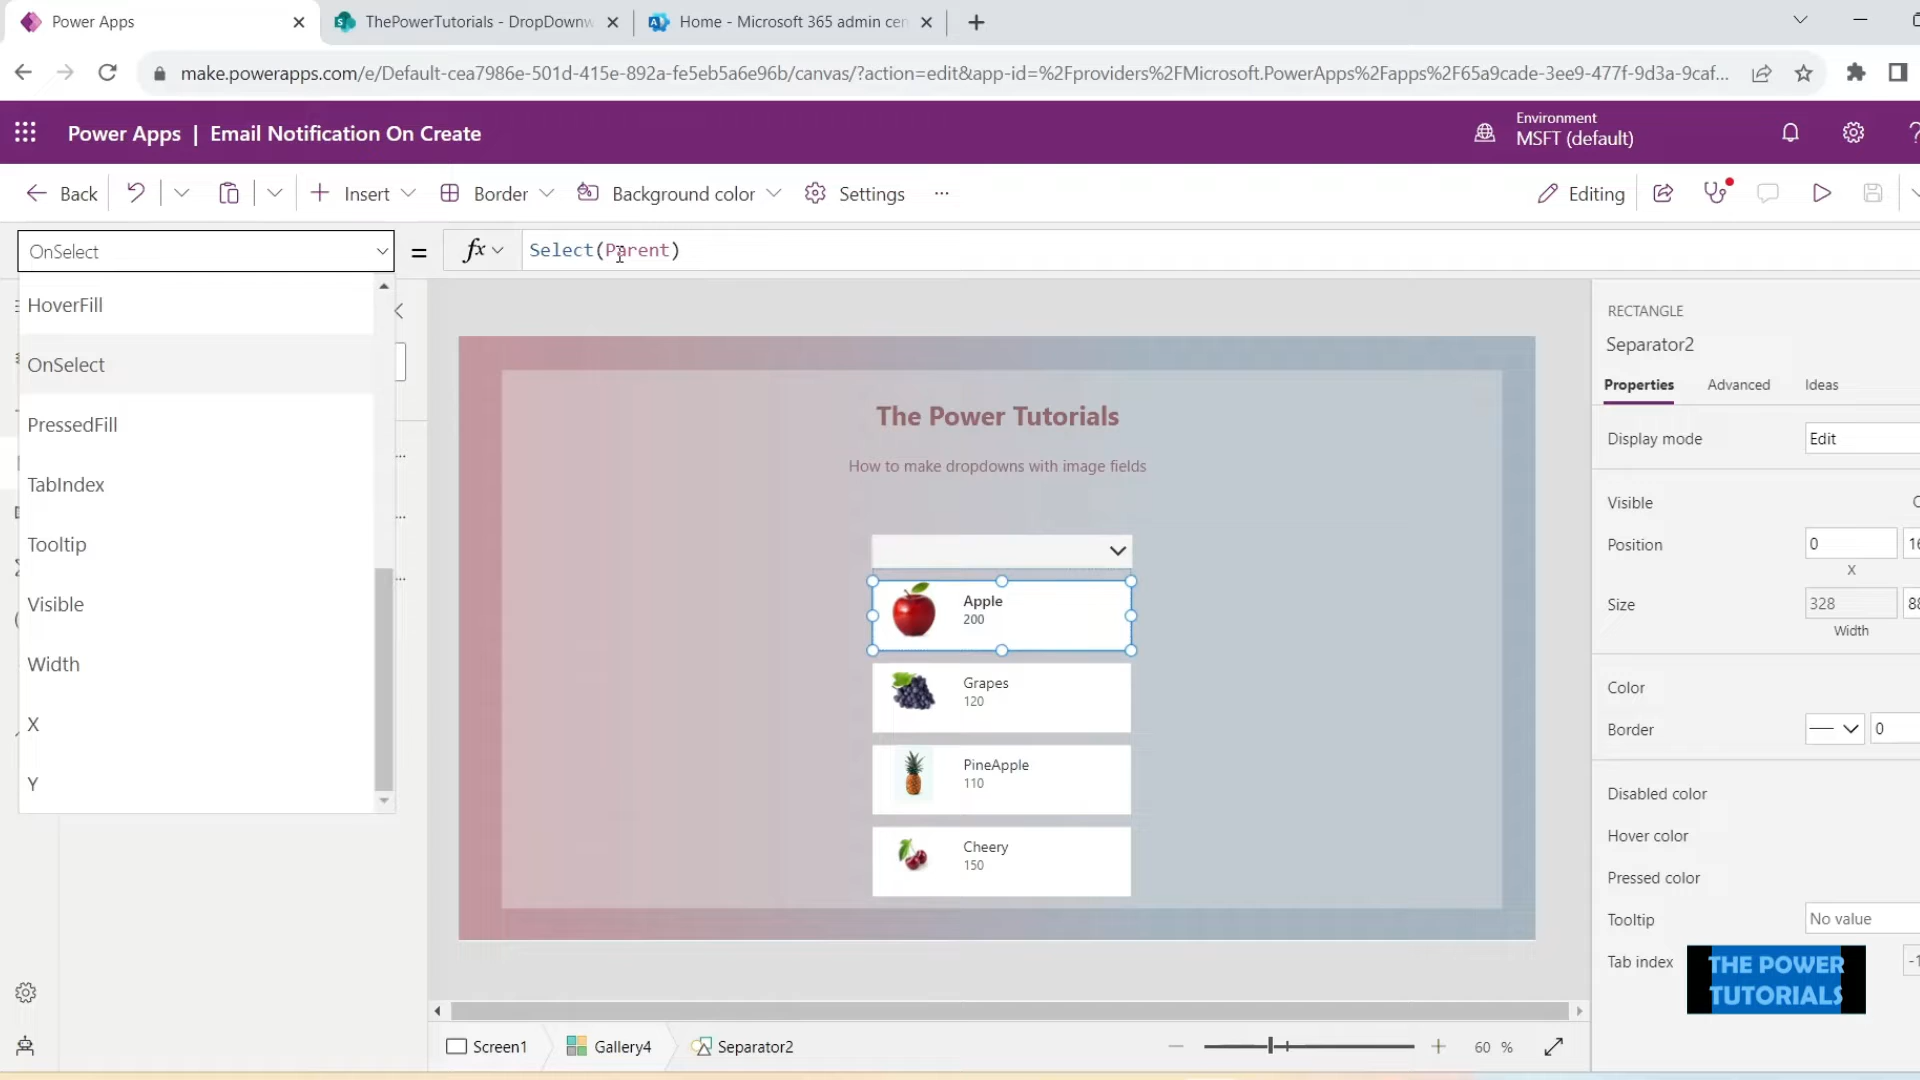 Power Apps
ThePowerTutorials - DropDownw
Home - Microsoft 365 admin cen
make.powerapps.com/e/Default-cea7986e-501d-415e-892a-fe5eb5a6e96b/canvas/?action=edit&app-id=%2Fproviders%2FMicrosoft.PowerApps%2Fapps%2F65a9cade-3ee9-477f-9d3a-9caf...
Power Apps | Email Notification On Create
Environment
MSFT (default)
Back
Insert
Border
Background color
Settings
...
Editing
OnSelect
=
fx
Select(Parent)
HoverFill
OnSelect
PressedFill
TabIndex
Tooltip
Visible
Width
X
Y
The Power Tutorials
How to make dropdowns with image fields
Apple
200
Grapes
120
PineApple
110
Cheery
150
RECTANGLE
Separator2
Properties
Advanced
Ideas
Display mode
Edit
Visible
Position
0
16
X
Size
328
88
Width
Color
Border
0
Disabled color
Hover color
Pressed color
Tooltip
No value
Tab index
-1
THE POWER
TUTORIALS
Screen1
Gallery4
Separator2
60 %